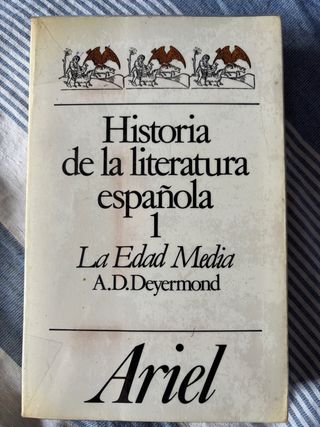 Historia
de la literatura
española
1
La Edad Media
A.D.Deyermond
Ariel